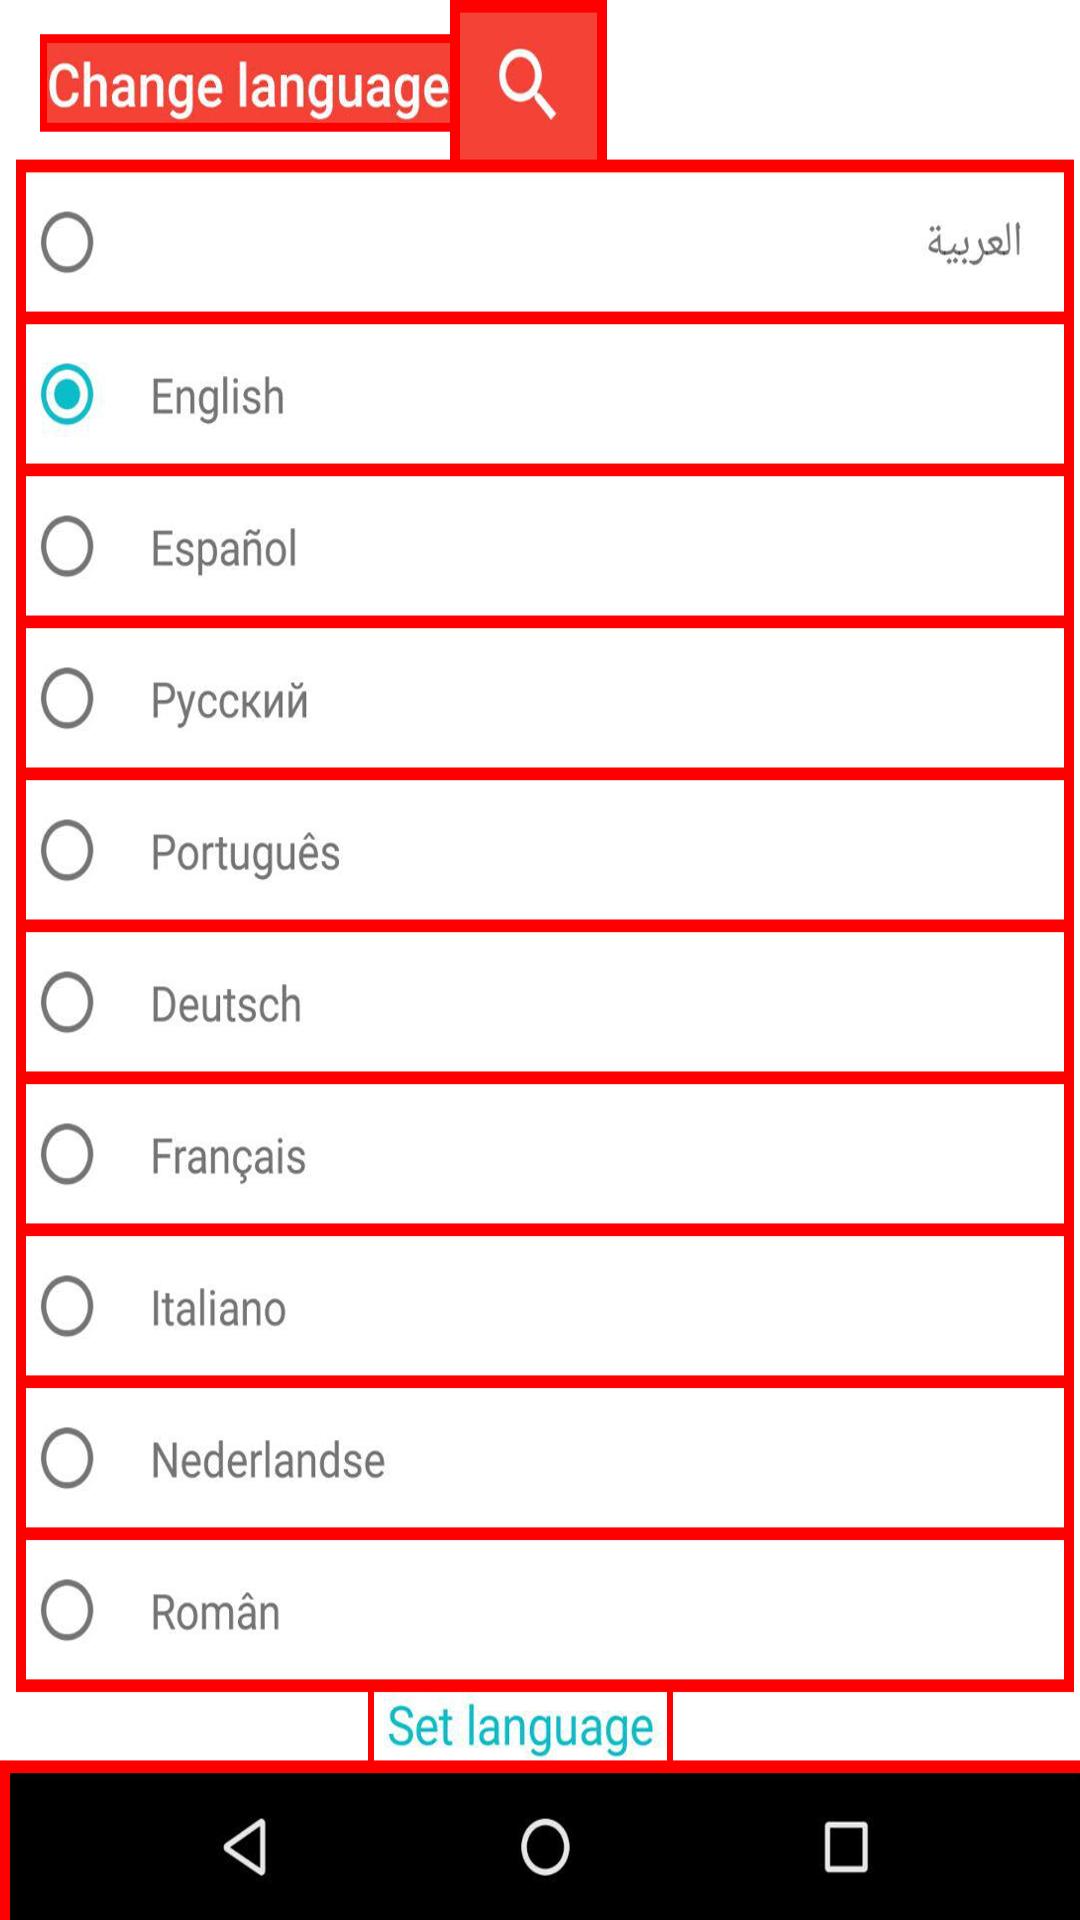 Change language
العربية
English
Español
Русский
Português
Deutsch
Français
Italiano
Nederlandse
Român
Set language